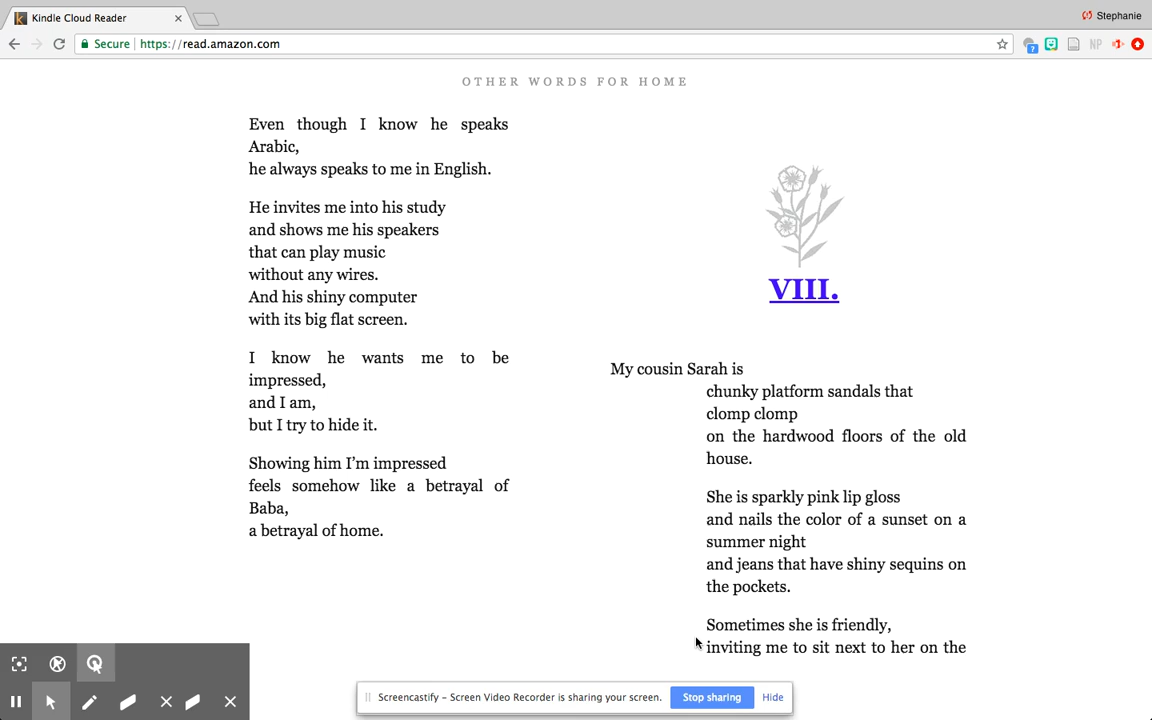 Kindle Cloud Reader
Stephanie
Secure
https://read.amazon.com
NP
OTHER WORDS FOR HOME
Even though I know he speaks
Arabic,
he always speaks to me in English.
He invites me into his study
and shows me his speakers
that can play music
without any wires.
And his shiny computer
with its big flat screen.
I know he wants me to be
impressed,
and I am,
but I try to hide it.
Showing him I’m impressed
feels somehow like a betrayal of
Baba,
a betrayal of home.
VIII.
My cousin Sarah is
chunky platform sandals that
clomp clomp
on the hardwood floors of the old
house.
She is sparkly pink lip gloss
and nails the color of a sunset on a
summer night
and jeans that have shiny sequins on
the pockets.
Sometimes she is friendly,
inviting me to sit next to her on the
Screencastify – Screen Video Recorder is sharing your screen.
Stop sharing
Hide